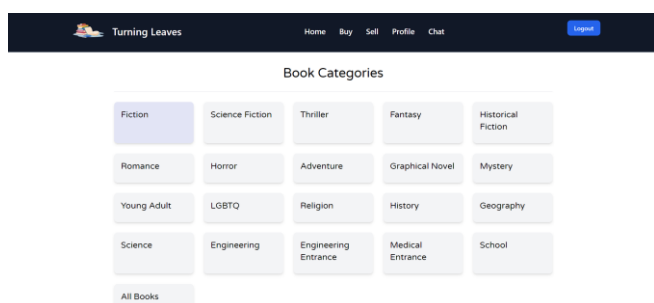 Turning Leaves Home Buy Sell Profile Chat Logout
Book Categories
Fiction Science Fiction Thriller Fantasy Historical
Fiction
Romance Horror Adventure Graphical Novel Mystery
Young Adult LGBTQ Religion History Geography
Science Engineering Engineering Medical School
Entrance Entrance
All Books